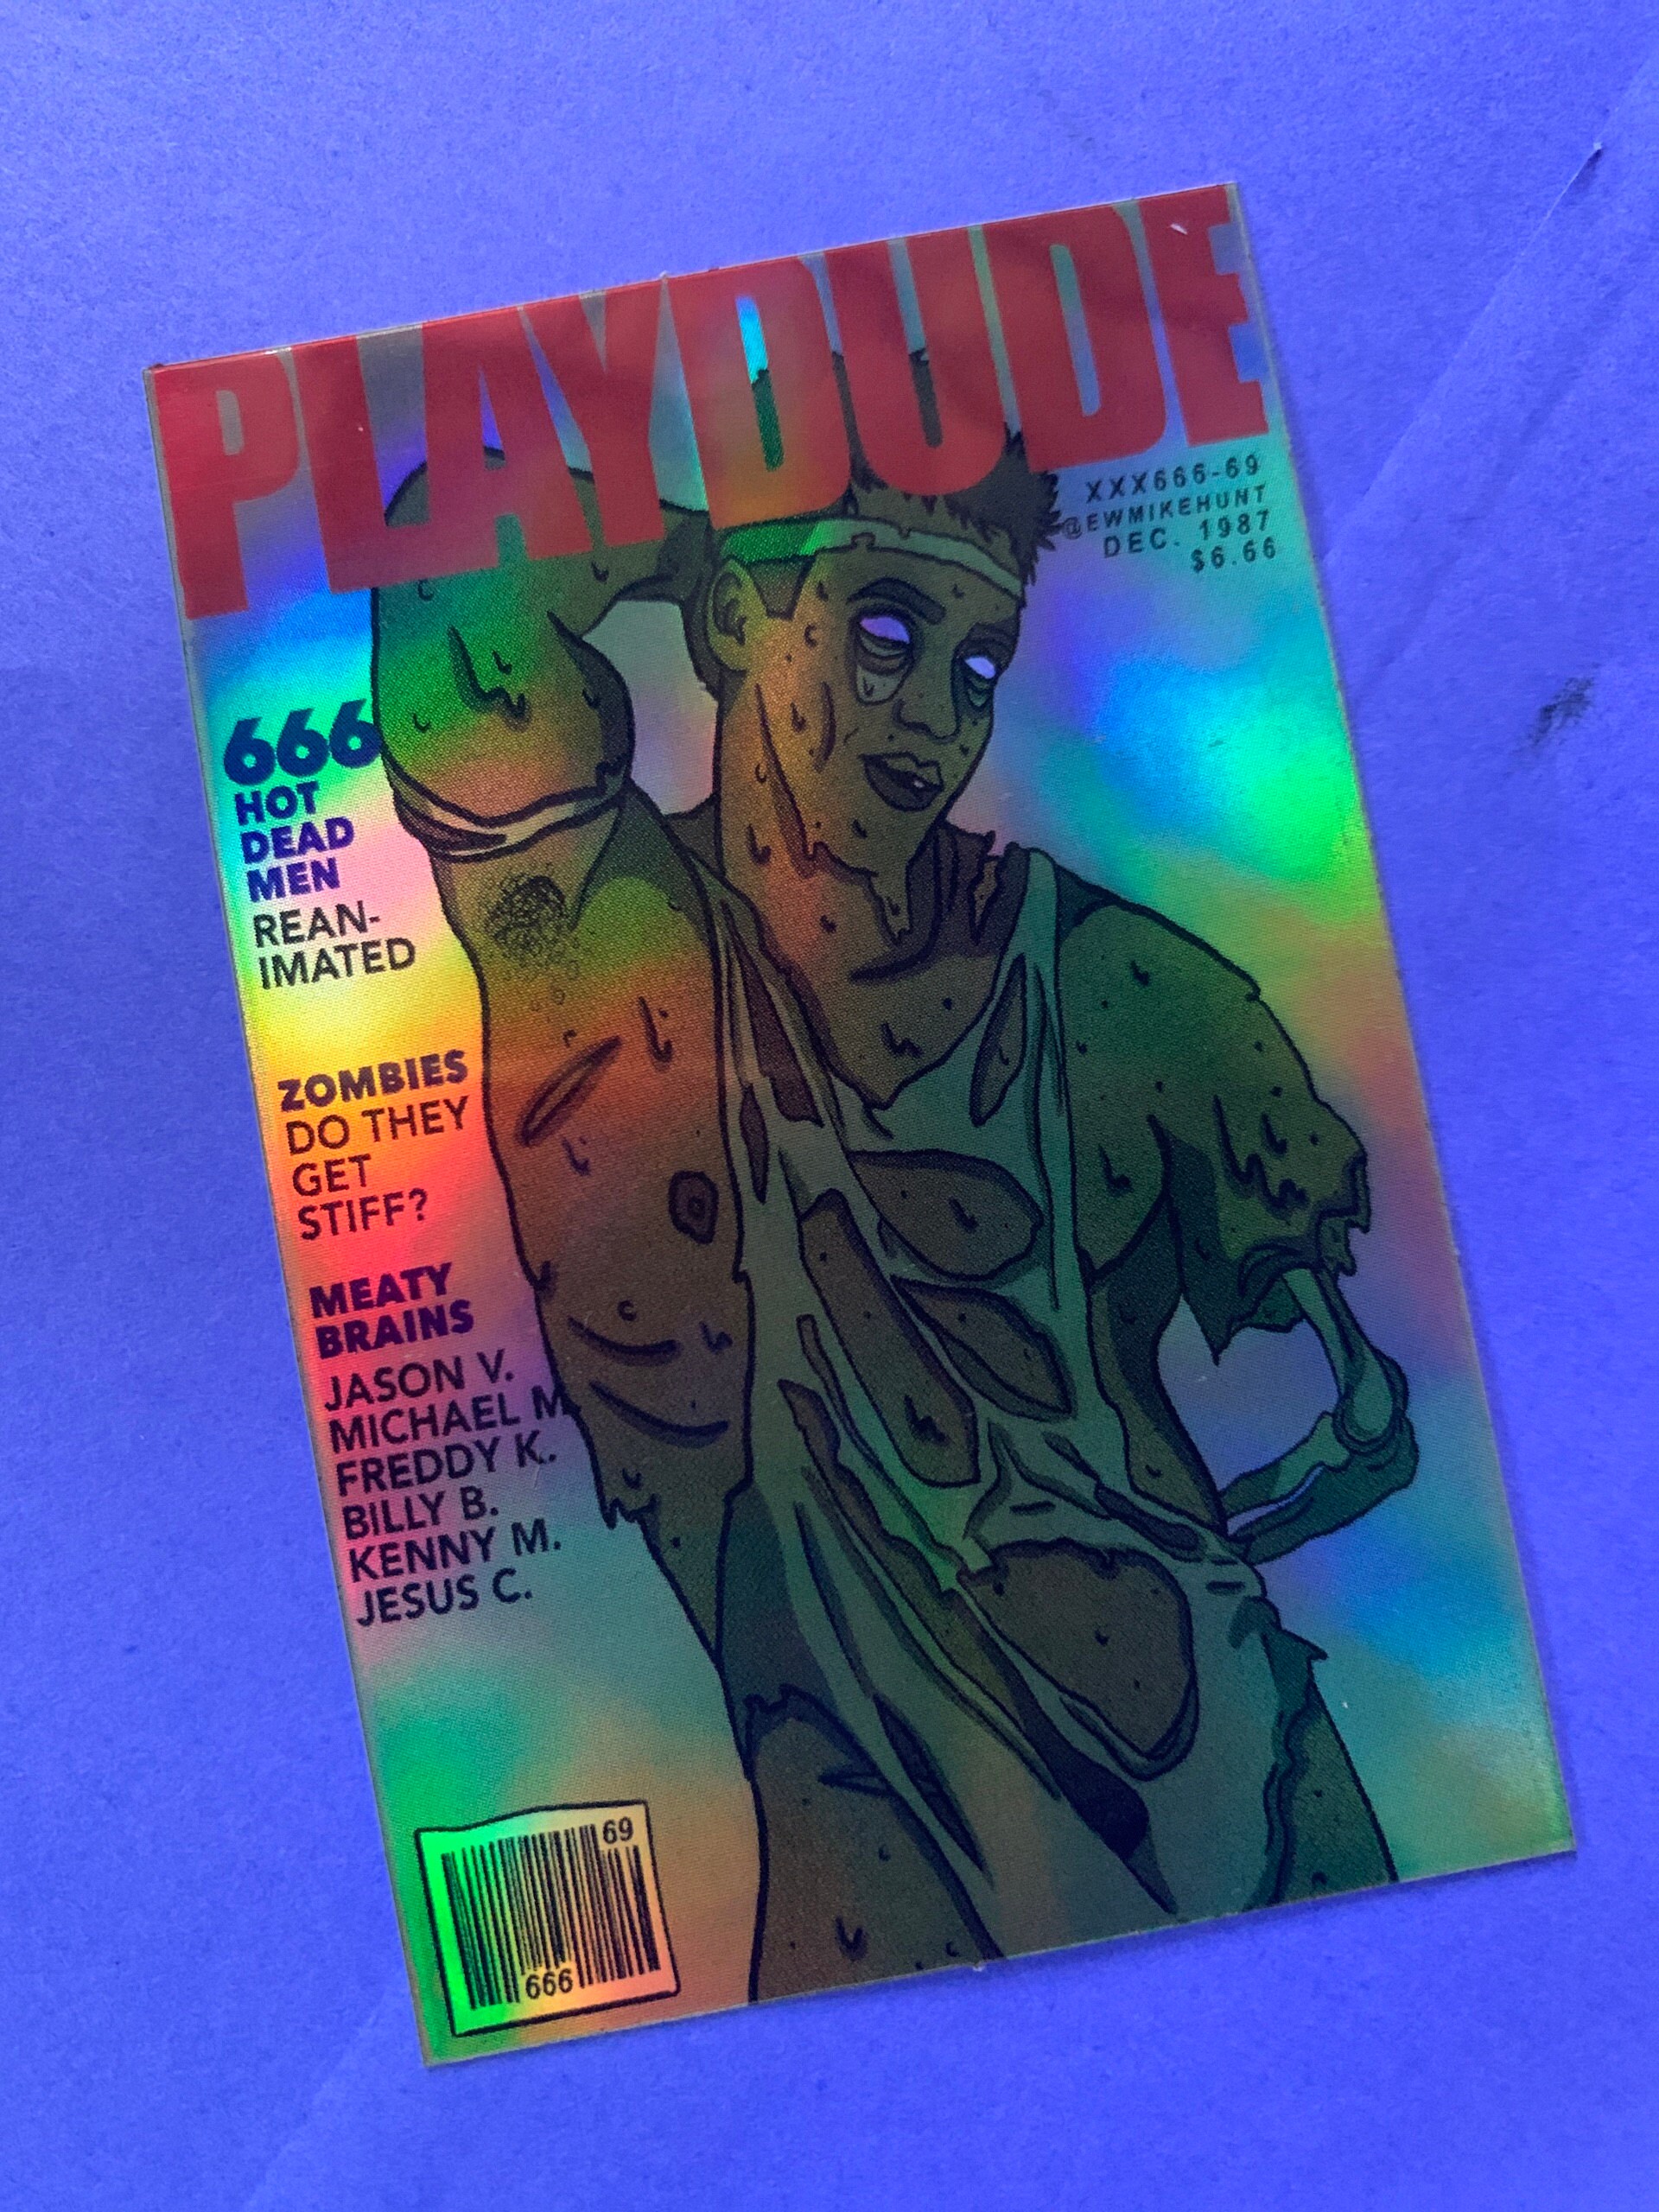 PLAYDUDE
XXX666-69
@EWMIKEHUNT
DEC. 1987
$6.66
666
HOT
DEAD
MEN
REAN-
IMATED
ZOMBIES
DO THEY
GET
STIFF?
MEATY
BRAINS
JASON V.
MICHAEL M.
FREDDY K.
BILLY B.
KENNY M.
JESUS C.
69
666